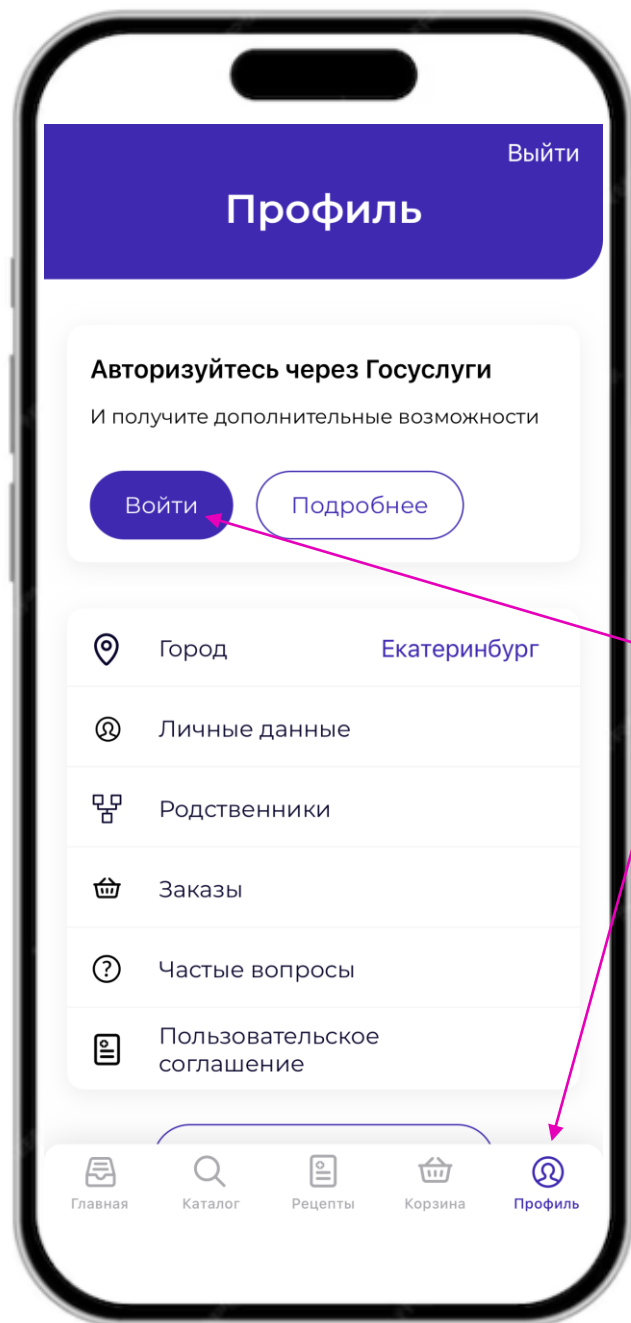 Выйти
Профиль
Авторизуйтесь через Госуслуги
И получите дополнительные возможности
Войти
Подробнее
Город
Екатеринбург
Личные данные
Родственники
Заказы
Частые вопросы
Пользовательское
соглашение
Главная
Каталог
Рецепты
Корзина
Профиль